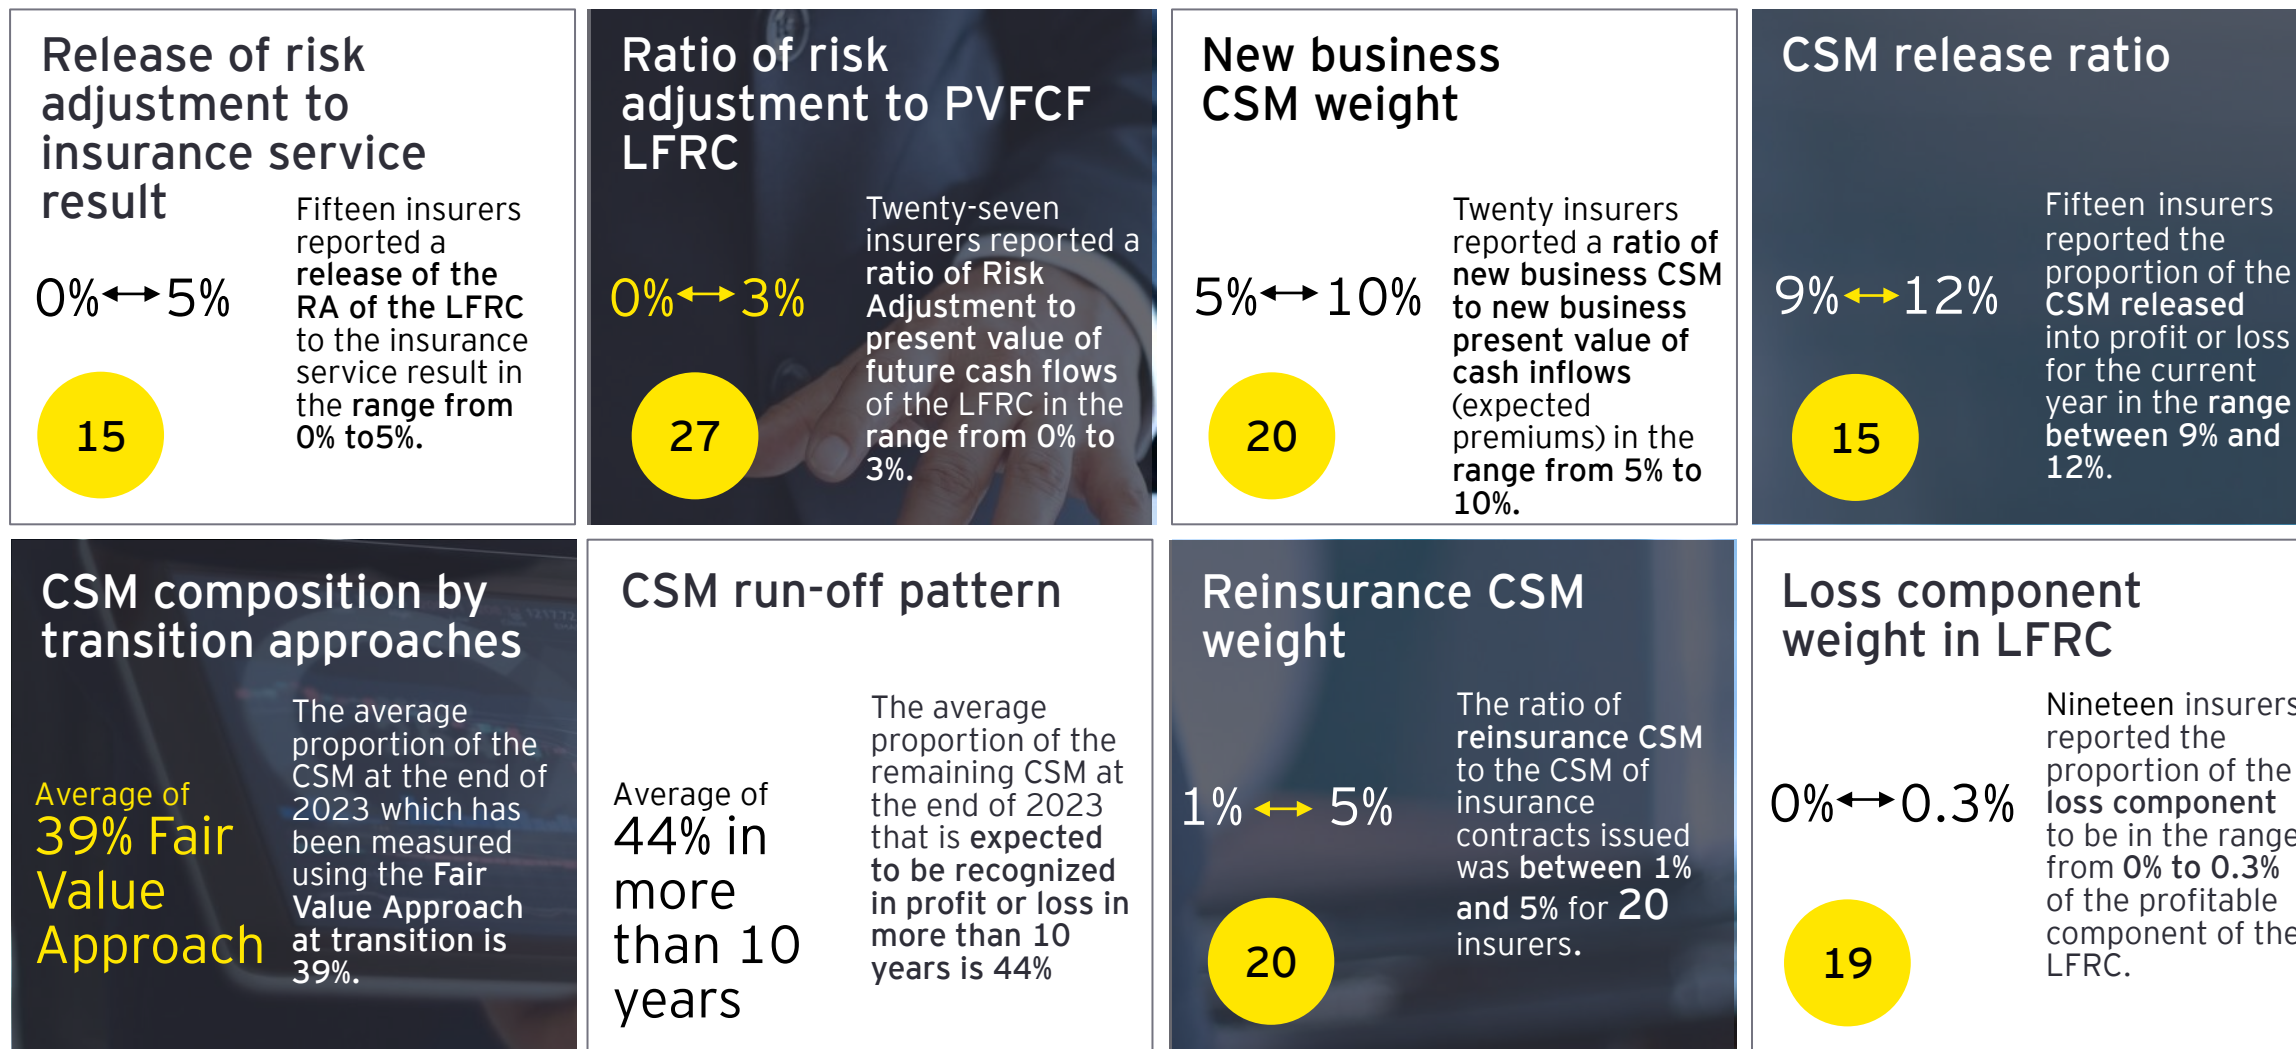 Release of risk
adjustment to
insurance service
result
0%↔5%
15
Fifteen insurers
reported a
release of the
RA of the LFRC
to the insurance
service result in
the range from
0% to5%.
Ratio of risk
adjustment to PVFCF
LFRC
0%↔3%
27
Twenty-seven
insurers reported a
ratio of Risk
Adjustment to
present value of
future cash flows
of the LFRC in the
range from 0% to
3%.
New business
CSM weight
5%↔10%
20
Twenty insurers
reported a ratio of
new business CSM
to new business
present value of
cash inflows
(expected
premiums) in the
range from 5% to
10%.
CSM release ratio
9%↔12%
15
Fifteen insurers
reported the
proportion of the
CSM released
into profit or loss
for the current
year in the range
between 9% and
12%.
CSM composition by
transition approaches
Average of
39% Fair
Value
Approach
The average
proportion of the
CSM at the end of
2023 which has
been measured
using the Fair
Value Approach
at transition is
39%.
CSM run-off pattern
Average of
44% in
more
than 10
years
The average
proportion of the
remaining CSM at
the end of 2023
that is expected
to be recognized
in profit or loss in
more than 10
years is 44%
Reinsurance CSM
weight
1% ↔ 5%
20
The ratio of
reinsurance CSM
to the CSM of
insurance
contracts issued
was between 1%
and 5% for 20
insurers.
Loss component
weight in LFRC
0%↔0.3%
19
Nineteen insurers
reported the
proportion of the
loss component
to be in the range
from 0% to 0.3%
of the profitable
component of the
LFRC.